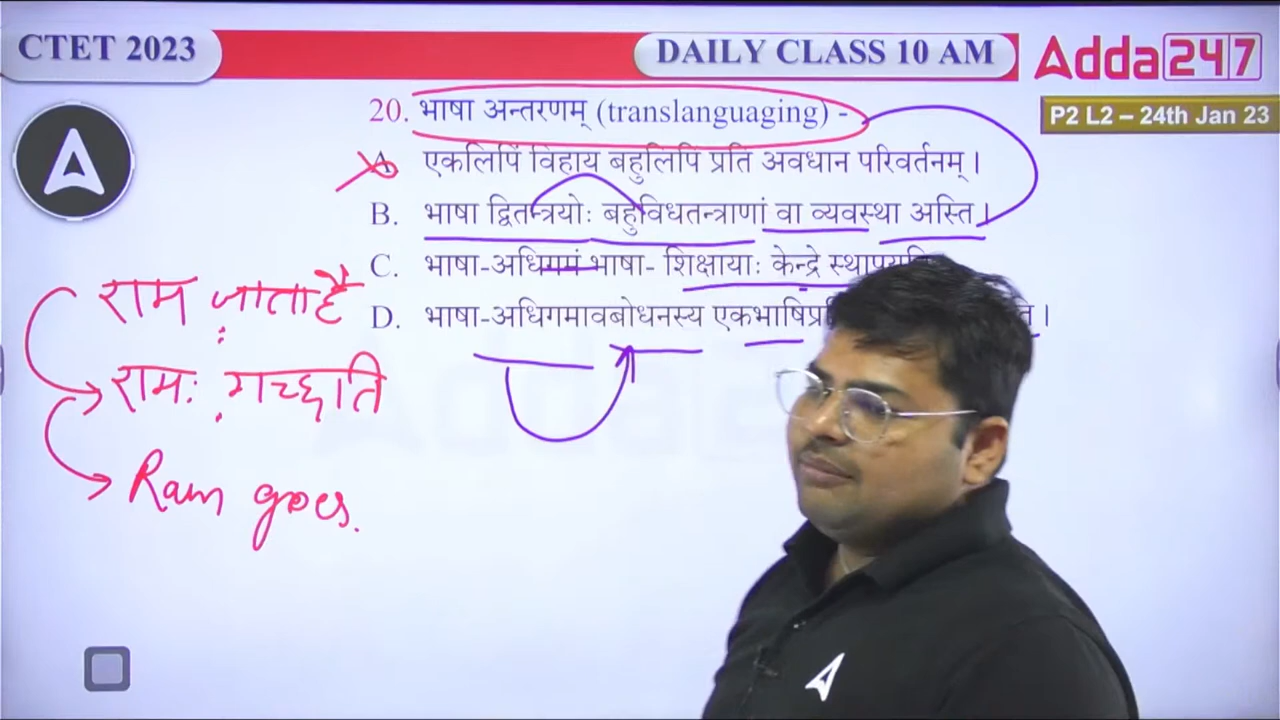 CTET 2023
DAILY CLASS 10 AM
Adda247
P2 L2 – 24th Jan 23
20. भाषा अन्तरणम् (translanguaging) -
A. एकलिपिं विहाय बहुलिपि प्रति अवधान परिवर्तनम् ।
B. भाषा द्वितन्त्रयोः बहुविधतन्त्राणां वा व्यवस्था अस्ति ।
C. भाषा-अधिगमं भाषा- शिक्षायाः केन्द्रे
D. भाषा-अधिगमावबोधनस्य
राम जाता है
रामः गच्छति
Ram goes.